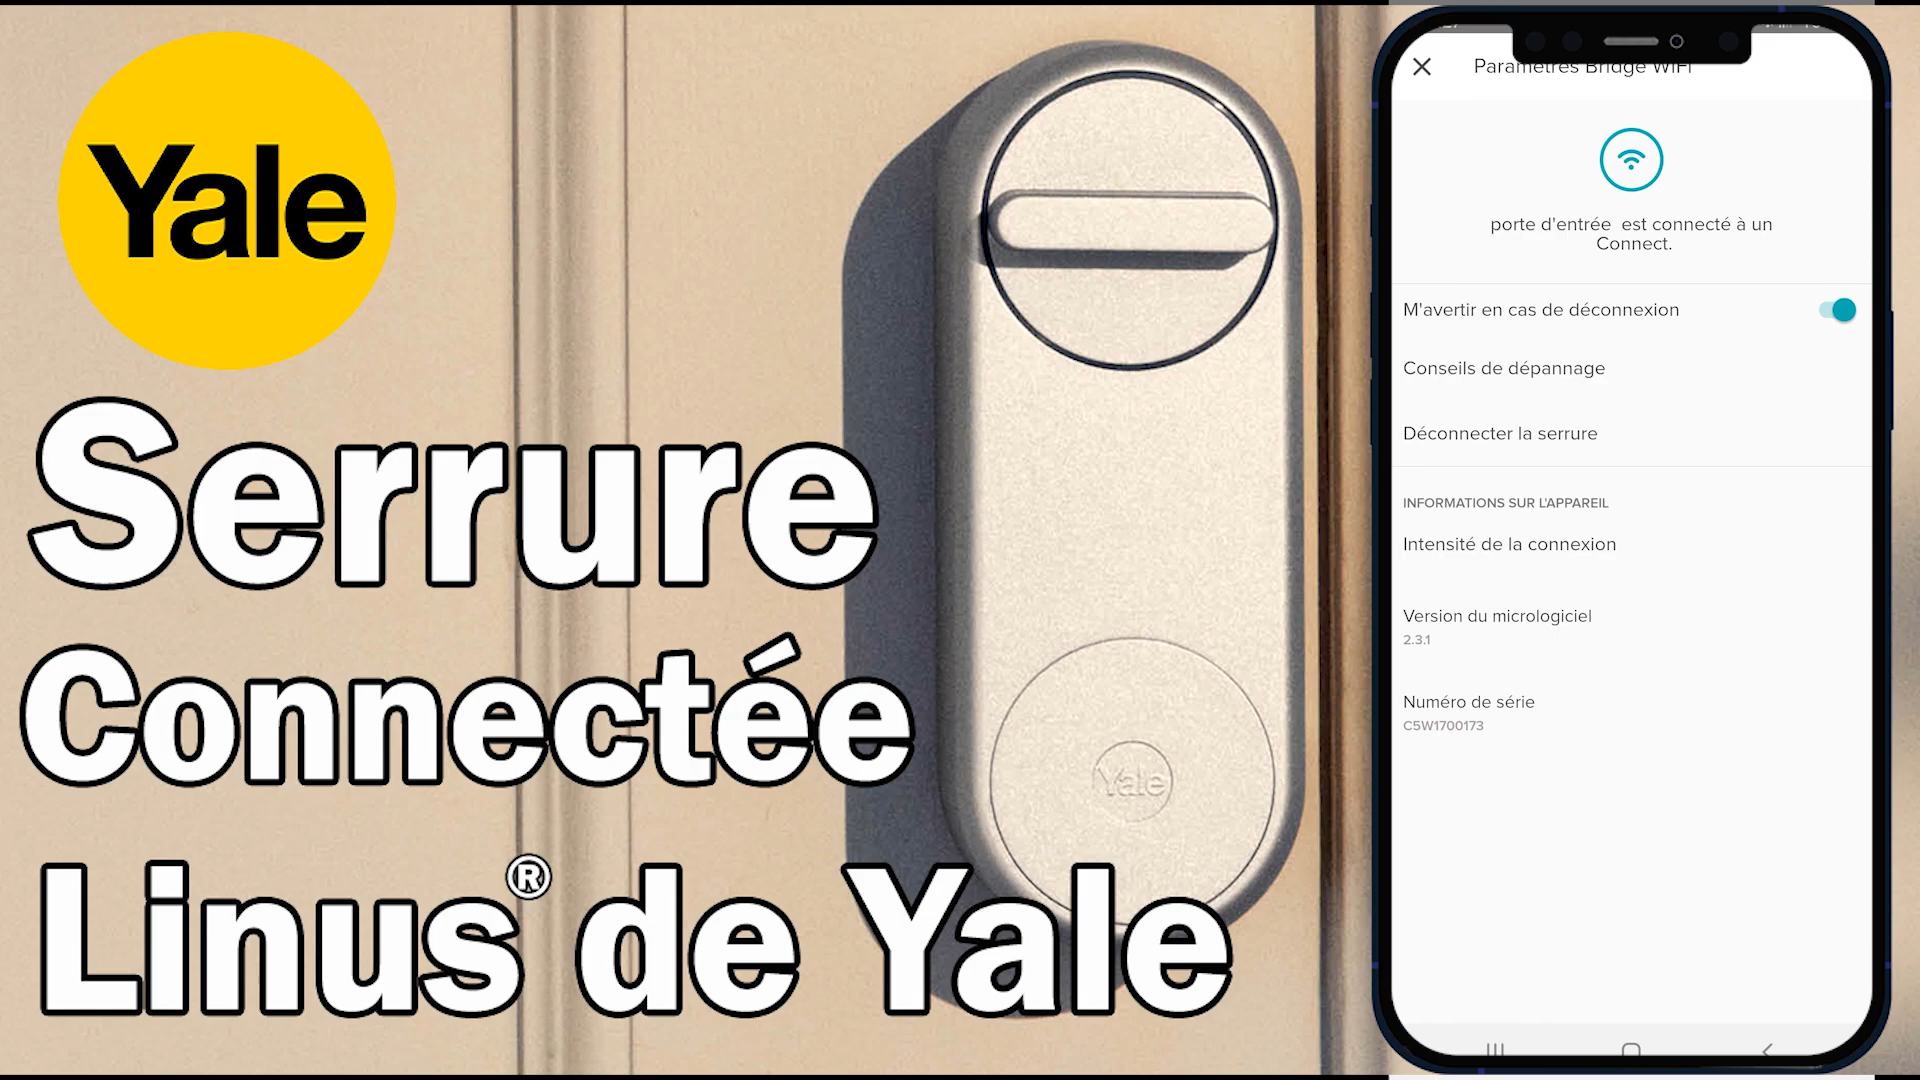 Yale
Serrure
Connectée
Linus® de Yale
Yale
Paramètres Bridge WiFi
porte d'entrée est connecté à un
Connect.
M'avertir en cas de déconnexion
Conseils de dépannage
Déconnecter la serrure
INFORMATIONS SUR L'APPAREIL
Intensité de la connexion
Version du micrologiciel
2.3.1
Numéro de série
C5W1700173